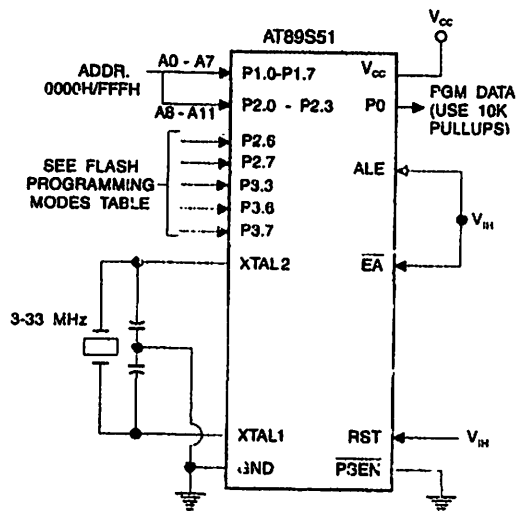 AT89S51
VCC
ADDR.
0000H/FFFH
A0 - A7
P1.0-P1.7
VCC
A8 - A11
P2.0 - P2.3
P0
PGM DATA
(USE 10K
PULLUPS)
SEE FLASH
PROGRAMMING
MODES TABLE
P2.6
P2.7
P3.3
P3.6
P3.7
ALE
VIH
EA
XTAL2
3-33 MHz
XTAL1
RST
VIH
GND
PSEN